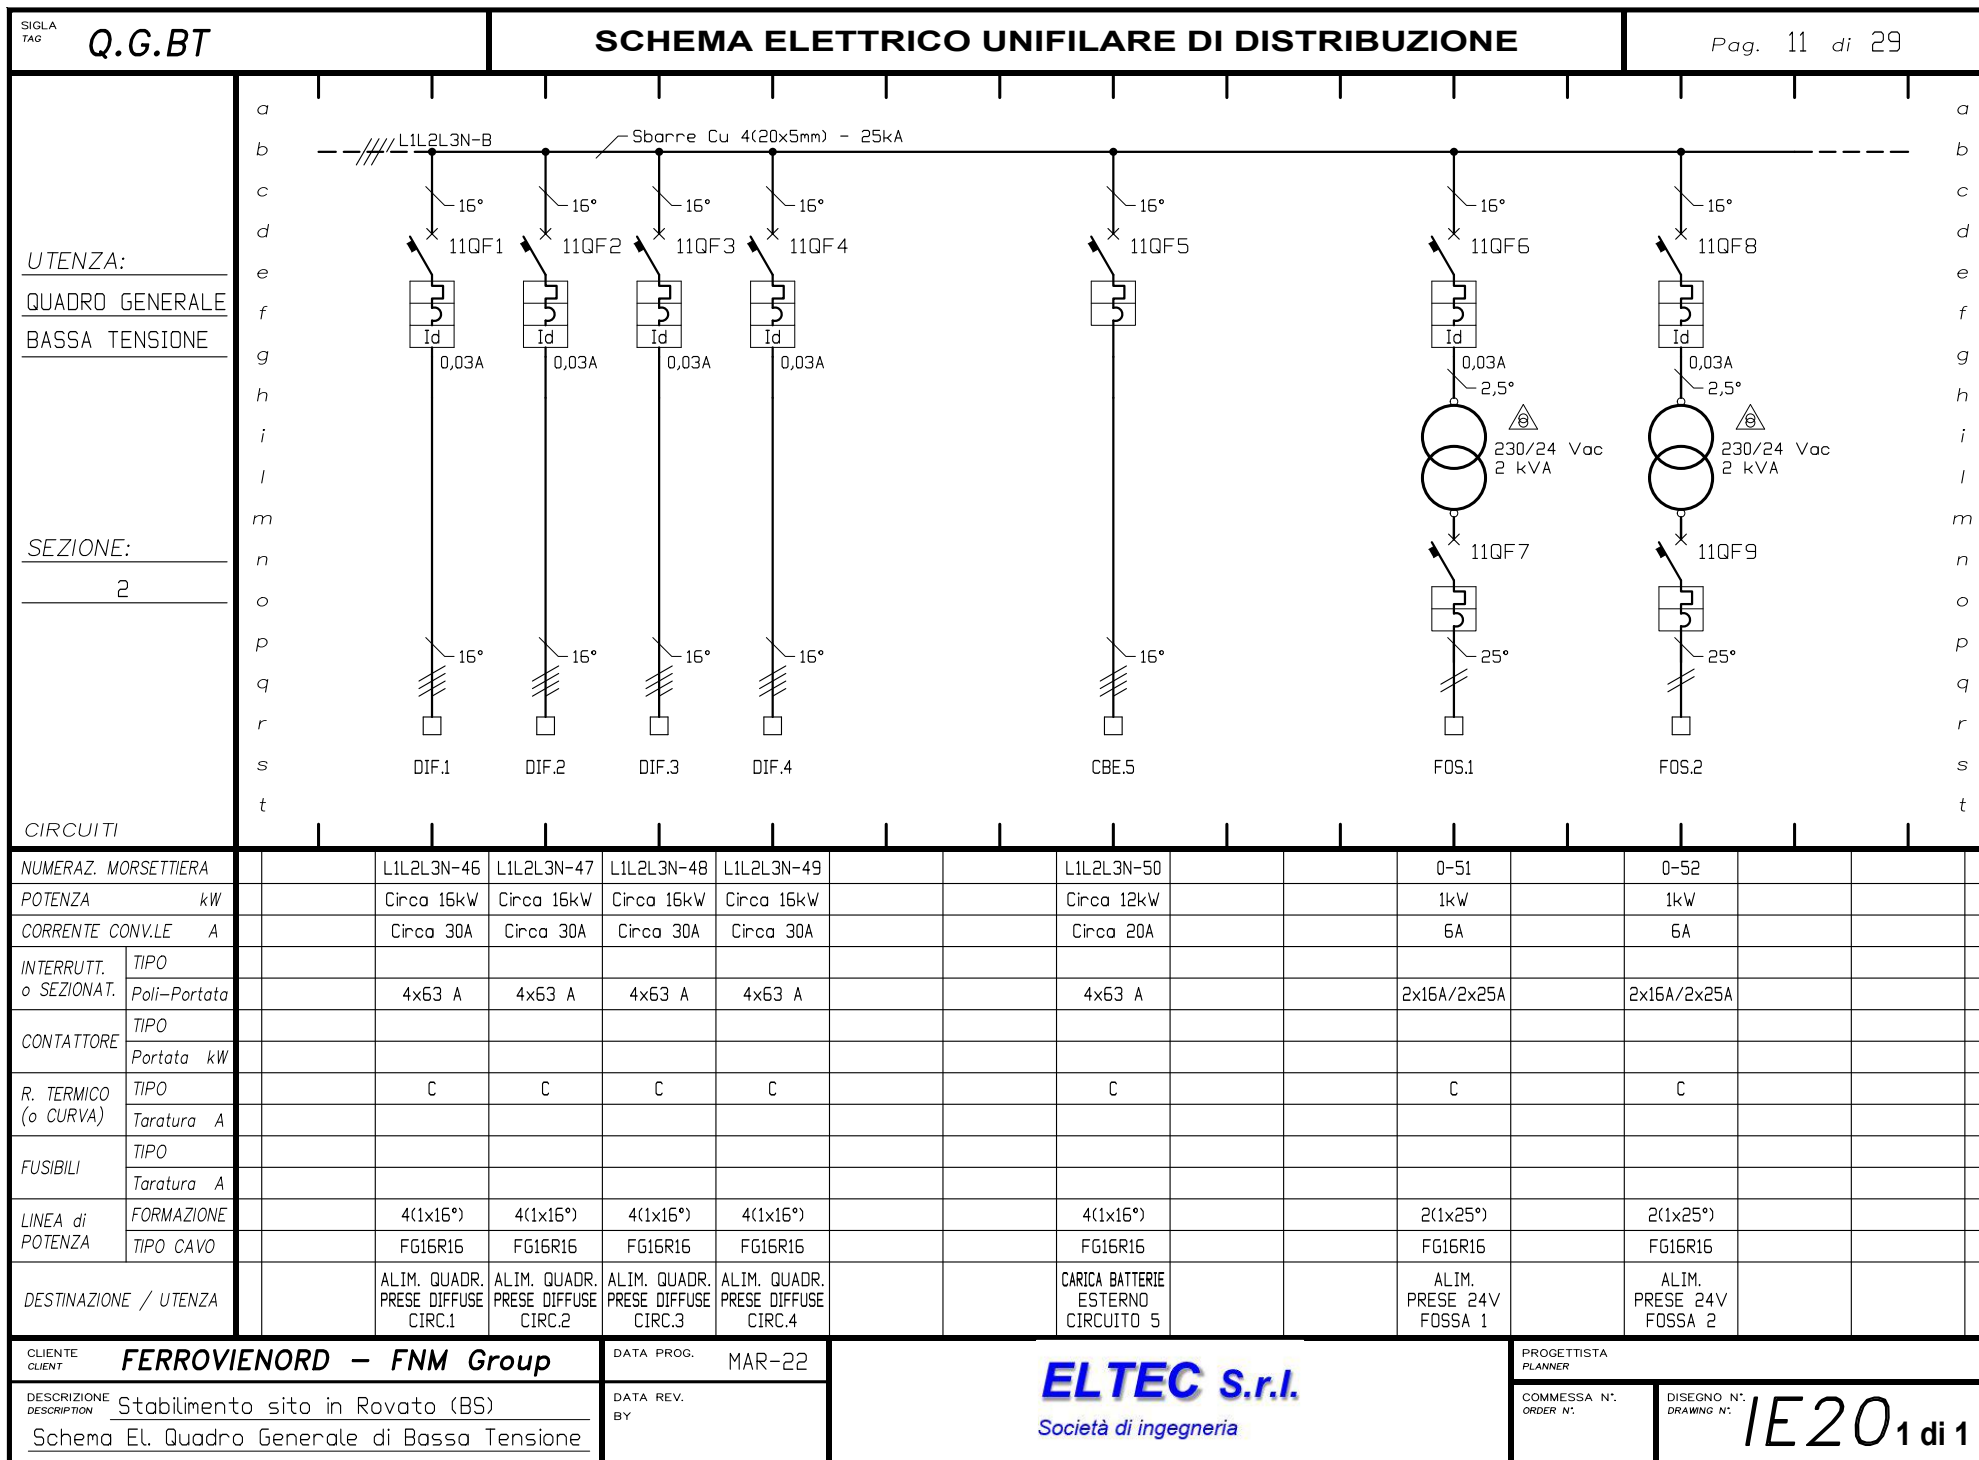 SIGLA
TAG
Q.G.BT
SCHEMA ELETTRICO UNIFILARE DI DISTRIBUZIONE
Pag. 11 di 29
UTENZA:
QUADRO GENERALE
BASSA TENSIONE
SEZIONE:
2
CIRCUITI
a a
b b
c c
d d
e e
f f
g g
h h
i i
l l
m m
n n
o o
p p
q q
r r
s s
t t
L1L2L3N-B Sbarre Cu 4(20x5mm) - 25kA
16° 16° 16° 16° 16° 16° 16°
11QF1 11QF2 11QF3 11QF4 11QF5 11QF6 11QF8
Id Id Id Id Id Id
0,03A 0,03A 0,03A 0,03A 0,03A 0,03A
2,5° 2,5°
230/24 Vac 230/24 Vac
2 kVA 2 kVA
11QF7 11QF9
16° 16° 16° 16° 16° 25° 25°
DIF.1 DIF.2 DIF.3 DIF.4 CBE.5 FOS.1 FOS.2
NUMERAZ. MORSETTIERA L1L2L3N-46 L1L2L3N-47 L1L2L3N-48 L1L2L3N-49 L1L2L3N-50 0-51 0-52
POTENZA kW Circa 16kW Circa 16kW Circa 16kW Circa 16kW Circa 12kW 1kW 1kW
CORRENTE CONV.LE A Circa 30A Circa 30A Circa 30A Circa 30A Circa 20A 6A 6A
INTERRUTT.
o SEZIONAT.
TIPO
Poli-Portata 4x63 A 4x63 A 4x63 A 4x63 A 4x63 A 2x16A/2x25A 2x16A/2x25A
CONTATTORE
TIPO
Portata kW
R. TERMICO
(o CURVA)
TIPO C C C C C C C
Taratura A
FUSIBILI
TIPO
Taratura A
LINEA di
POTENZA
FORMAZIONE 4(1x16°) 4(1x16°) 4(1x16°) 4(1x16°) 4(1x16°) 2(1x25°) 2(1x25°)
TIPO CAVO FG16R16 FG16R16 FG16R16 FG16R16 FG16R16 FG16R16 FG16R16
DESTINAZIONE / UTENZA
ALIM. QUADR.
PRESE DIFFUSE
CIRC.1
ALIM. QUADR.
PRESE DIFFUSE
CIRC.2
ALIM. QUADR.
PRESE DIFFUSE
CIRC.3
ALIM. QUADR.
PRESE DIFFUSE
CIRC.4
CARICA BATTERIE
ESTERNO
CIRCUITO 5
ALIM.
PRESE 24V
FOSSA 1
ALIM.
PRESE 24V
FOSSA 2
CLIENTE
CLIENT
FERROVIENORD - FNM Group
DESCRIZIONE
DESCRIPTION
Stabilimento sito in Rovato (BS)
Schema El. Quadro Generale di Bassa Tensione
DATA PROG. MAR-22
DATA REV.
BY
ELTEC S.r.l.
Società di ingegneria
PROGETTISTA
PLANNER
COMMESSA N°.
ORDER N°.
DISEGNO N°.
DRAWING N°.
IE20 1 di 1